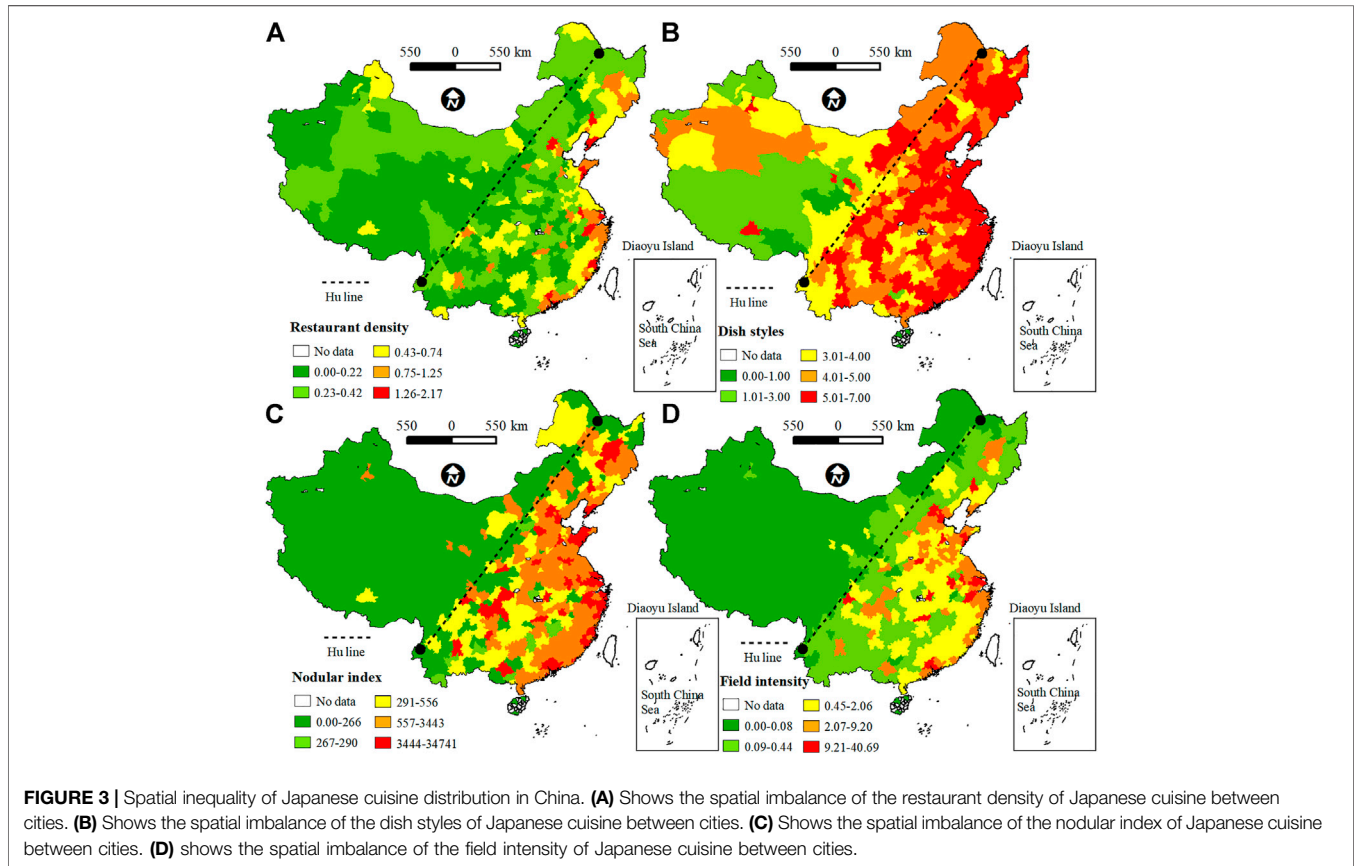 A
550 0 550 km
N
Hu line
Restaurant density
No data
0.00-0.22
0.23-0.42
0.43-0.74
0.75-1.25
1.26-2.17
Diaoyu Island
South China
Sea
B
550 0 550 km
N
Hu line
Dish styles
No data
0.00-1.00
1.01-3.00
3.01-4.00
4.01-5.00
5.01-7.00
Diaoyu Island
South China
Sea
C
550 0 550 km
N
Hu line
Nodular index
No data
0.00-266
267-290
291-556
557-3443
3444-34741
Diaoyu Island
South China
Sea
D
550 0 550 km
N
Hu line
Field intensity
No data
0.00-0.08
0.09-0.44
0.45-2.06
2.07-9.20
9.21-40.69
Diaoyu Island
South China
Sea
FIGURE 3 | Spatial inequality of Japanese cuisine distribution in China. (A) Shows the spatial imbalance of the restaurant density of Japanese cuisine between
cities. (B) Shows the spatial imbalance of the dish styles of Japanese cuisine between cities. (C) Shows the spatial imbalance of the nodular index of Japanese cuisine
between cities. (D) shows the spatial imbalance of the field intensity of Japanese cuisine between cities.